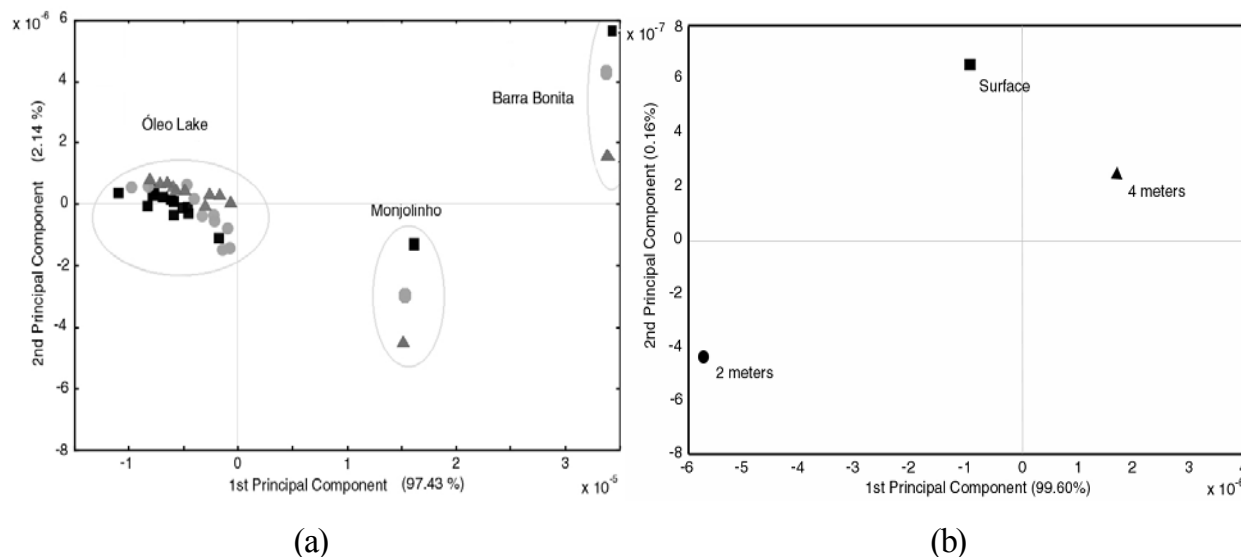 x 10⁻⁶
6
4
2
0
-2
-4
-6
-8
2nd Principal Component (2.14 %)
Óleo Lake
Barra Bonita
Monjolinho
-1
0
1
2
3
1st Principal Component (97.43 %)
x 10⁻⁵
(a)
x 10⁻⁷
8
6
4
2
0
-2
-4
-6
-8
2nd Principal Component (0.16%)
Surface
4 meters
2 meters
-6
-5
-4
-3
-2
-1
0
1
2
3
4
1st Principal Component (99.60%)
(b)